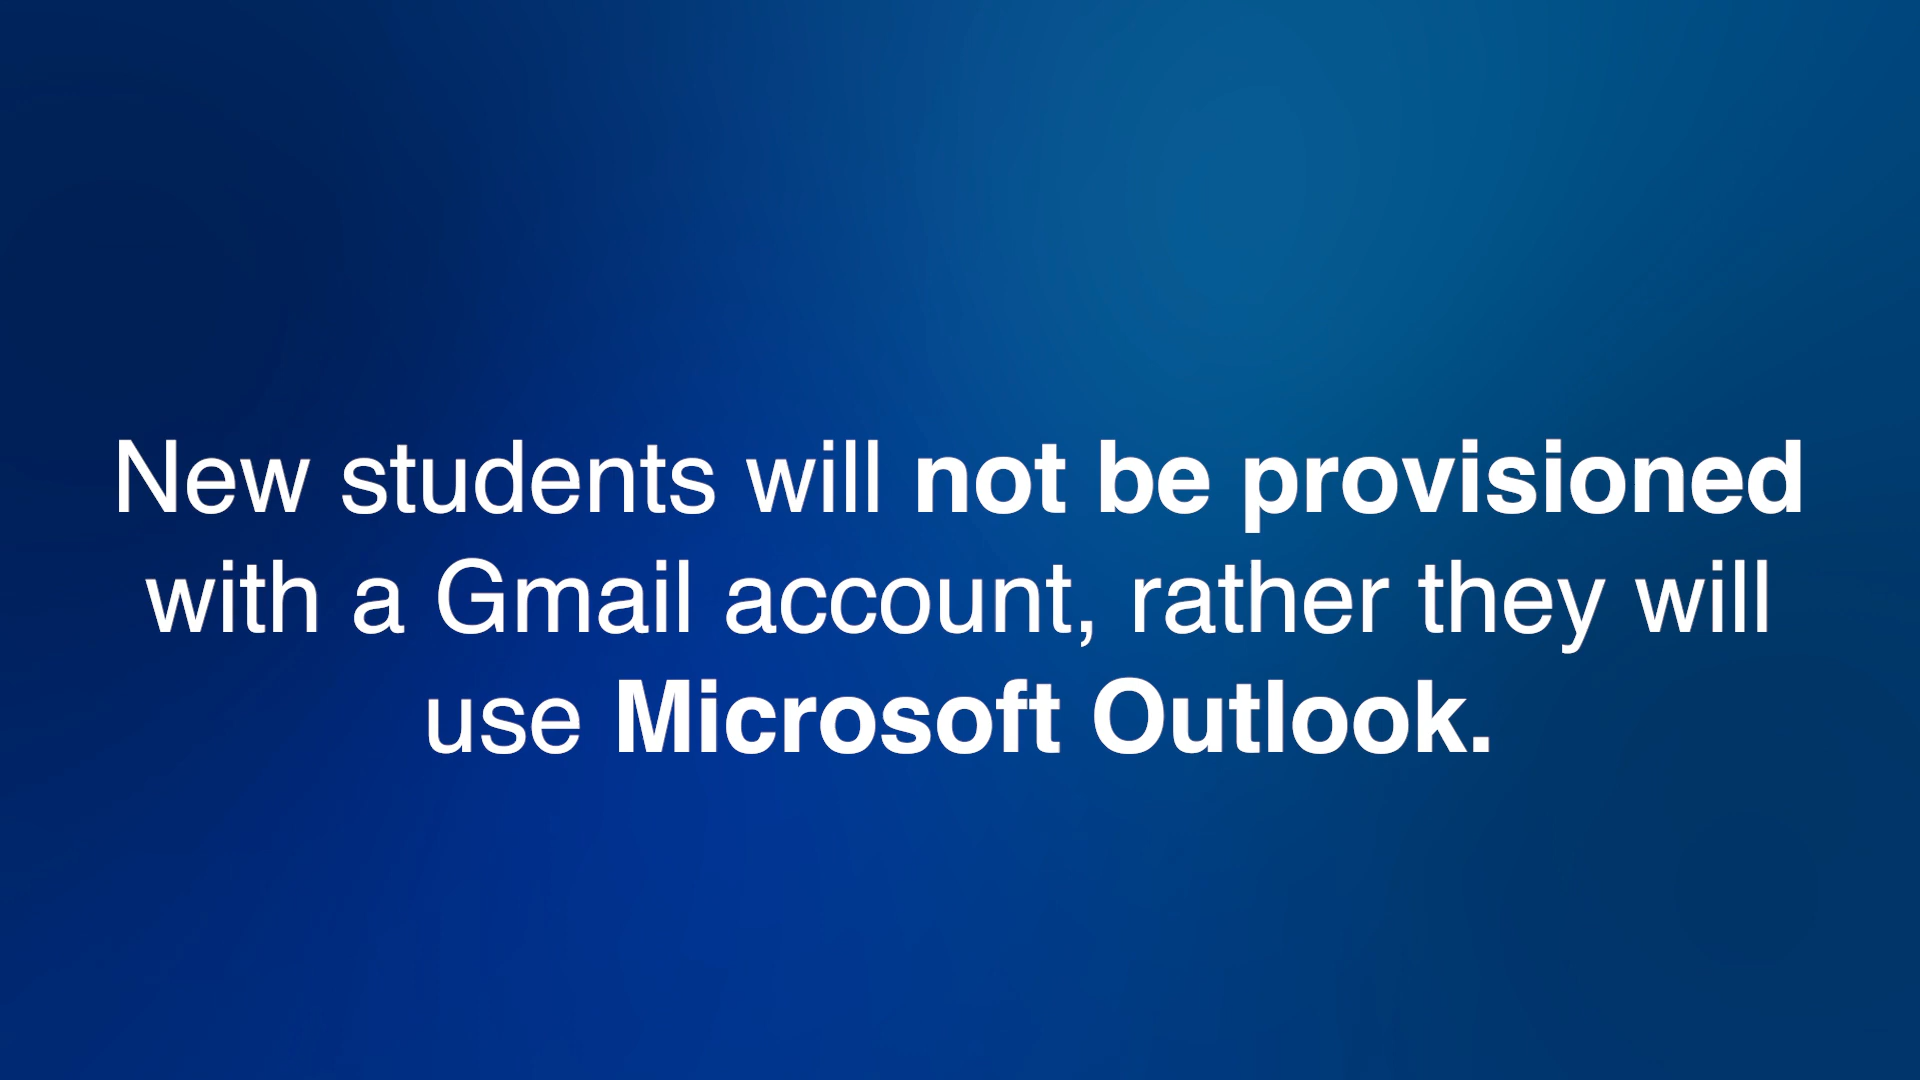 New students will not be provisioned
with a Gmail account, rather they will
use Microsoft Outlook.